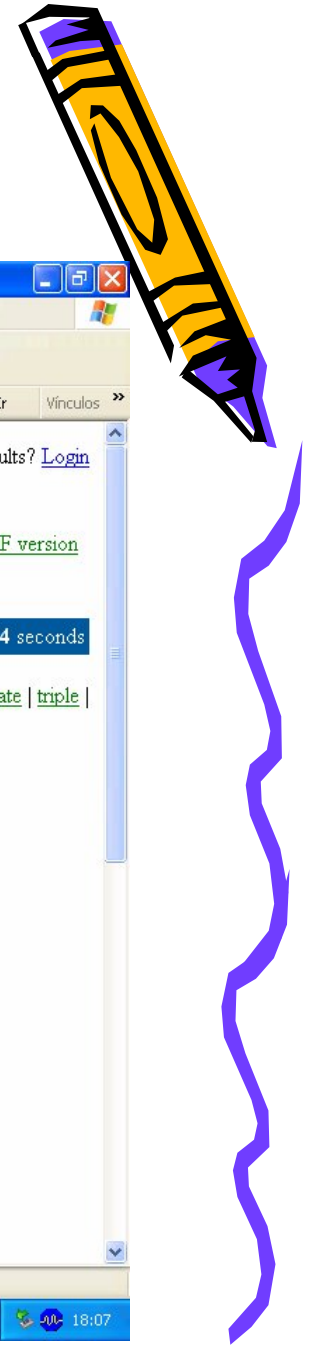 Vínculos »
ults? Login
F version
4 seconds
ate | triple |
18:07